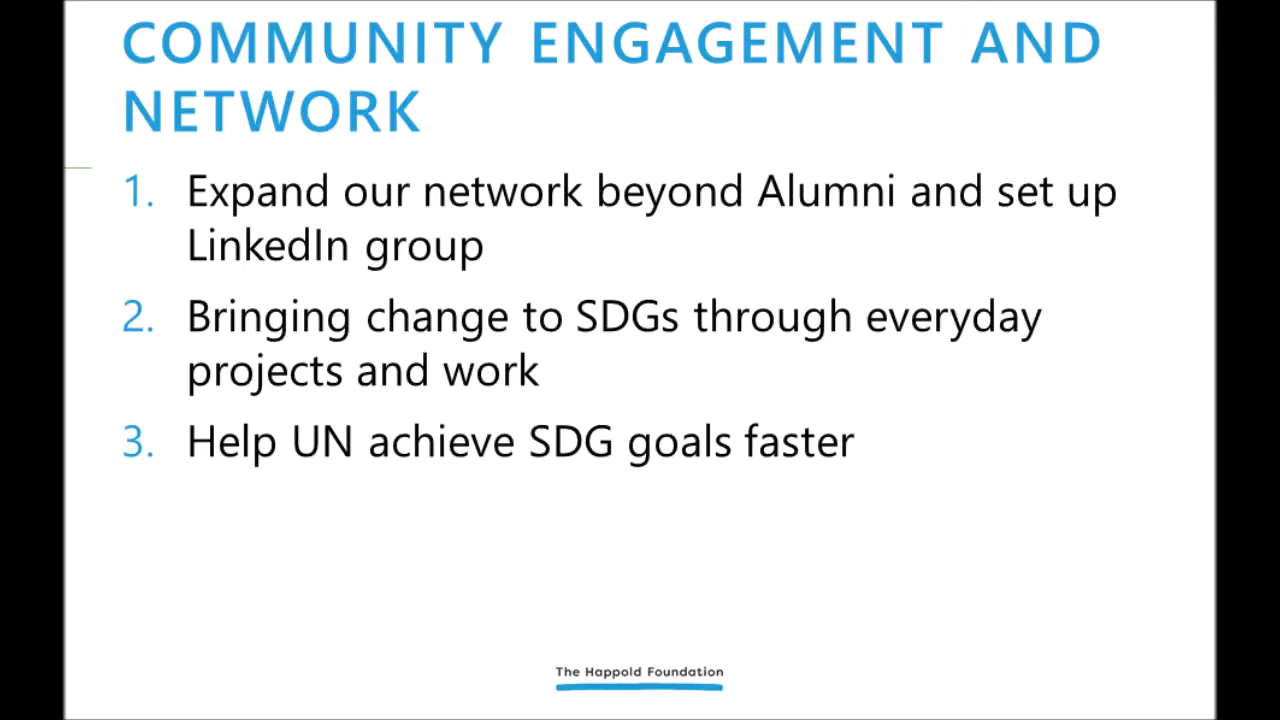 COMMUNITY ENGAGEMENT AND
NETWORK
1. Expand our network beyond Alumni and set up
LinkedIn group
2. Bringing change to SDGs through everyday
projects and work
3. Help UN achieve SDG goals faster
The Happold Foundation